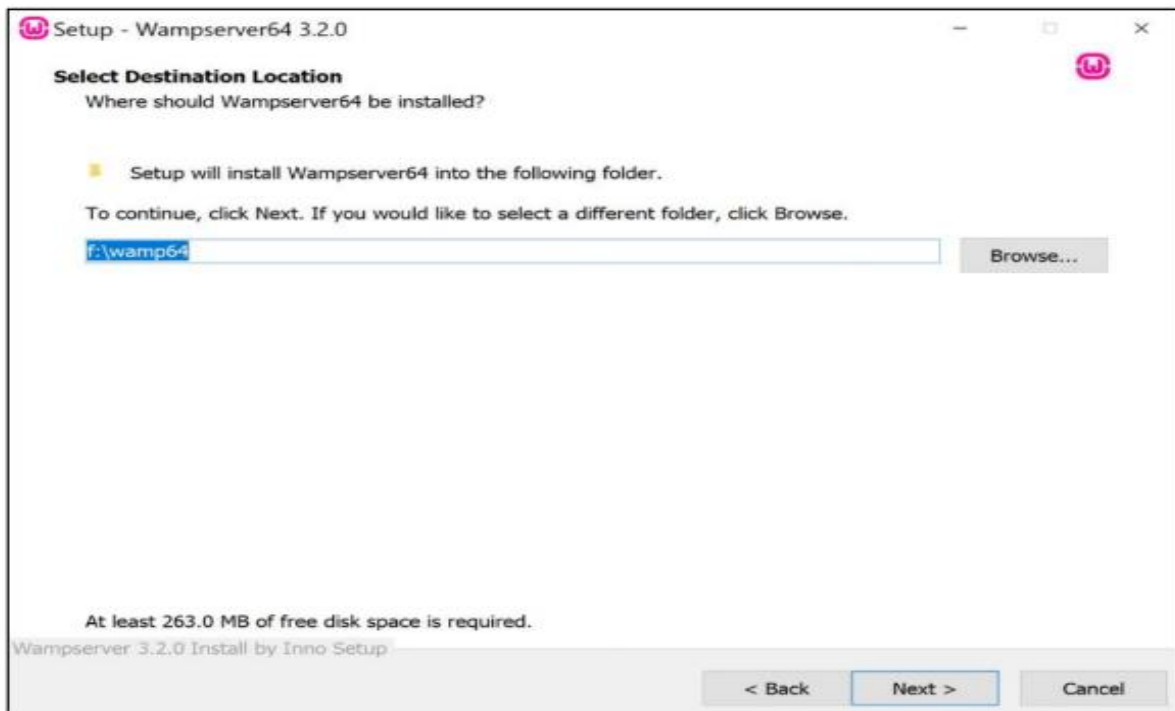 Setup - Wampserver64 3.2.0
Select Destination Location
Where should Wampserver64 be installed?
Setup will install Wampserver64 into the following folder.
To continue, click Next. If you would like to select a different folder, click Browse.
f:\wamp64
Browse...
At least 263.0 MB of free disk space is required.
Wampserver 3.2.0 Install by Inno Setup
< Back Next > Cancel